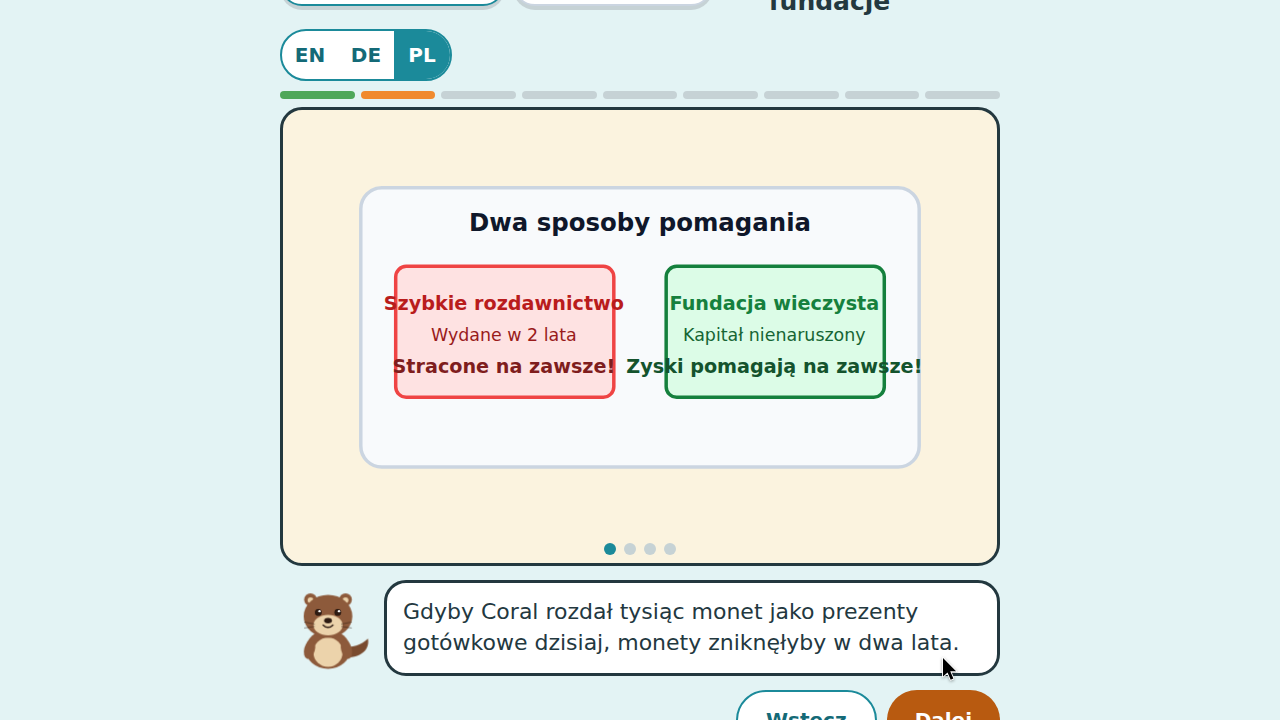 fundacje
EN DE PL
Dwa sposoby pomagania
Szybkie rozdawnictwo
Wydane w 2 lata
Stracone na zawsze!
Fundacja wieczysta
Kapitał nienaruszony
Zyski pomagają na zawsze!
Gdyby Coral rozdał tysiąc monet jako prezenty
gotówkowe dzisiaj, monety zniknęłyby w dwa lata.
Wstecz Dalej